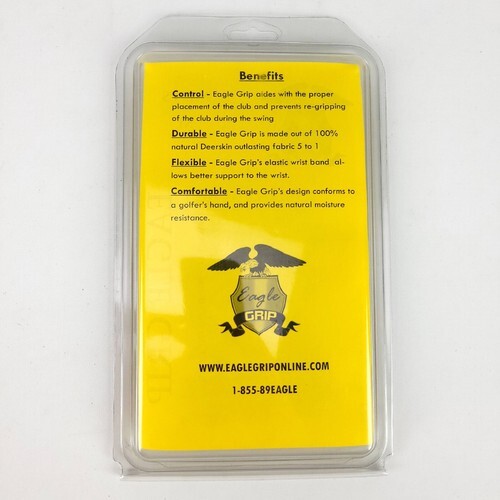 Benefits
Control - Eagle Grip aides with the proper
placement of the club and prevents re-gripping
of the club during the swing
Durable - Eagle Grip is made out of 100%
natural Deerskin outlasting fabric 5 to 1
Flexible - Eagle Grip's elastic wrist band al-
lows better support to the wrist.
Comfortable - Eagle Grip's design conforms to
a golfer's hand, and provides natural moisture
resistance.
Eagle
GRIP
WWW.EAGLEGRIPONLINE.COM
1-855-89EAGLE